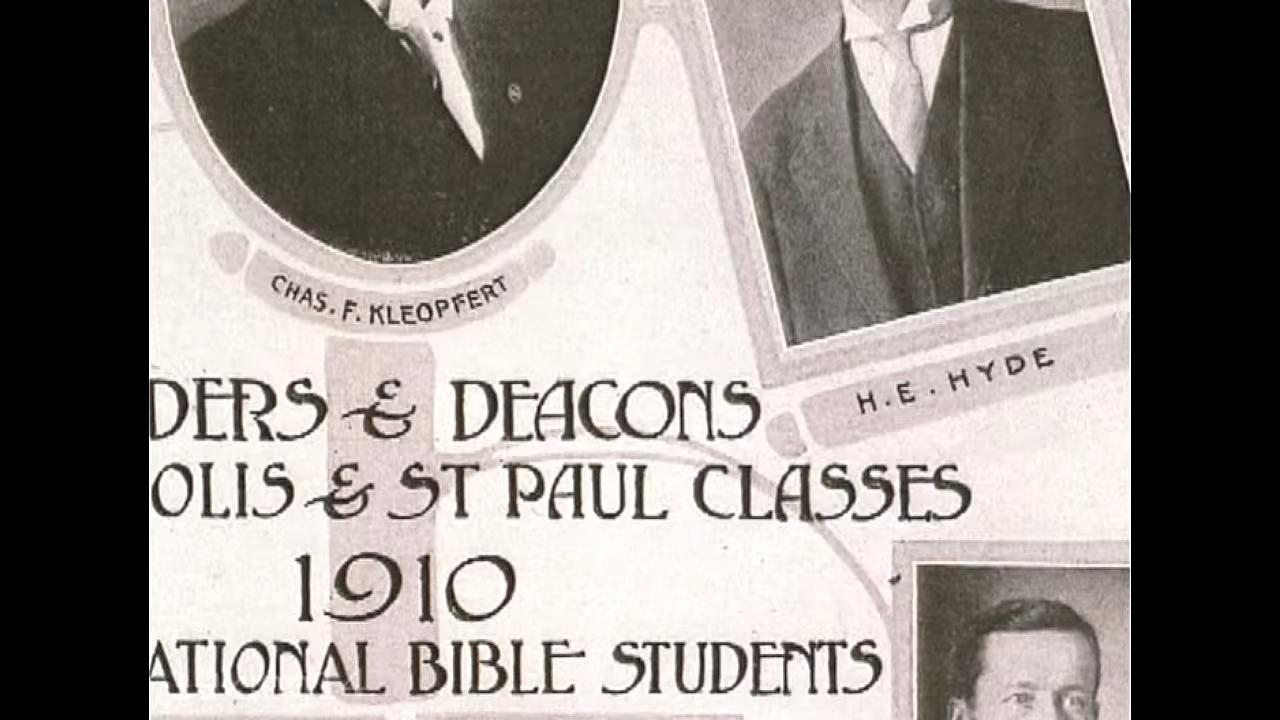 CHAS. F. KLEOPFERT
H. E. HYDE
DERS & DEACONS
OLIS & ST PAUL CLASSES
1910
ATIONAL BIBLE STUDENTS